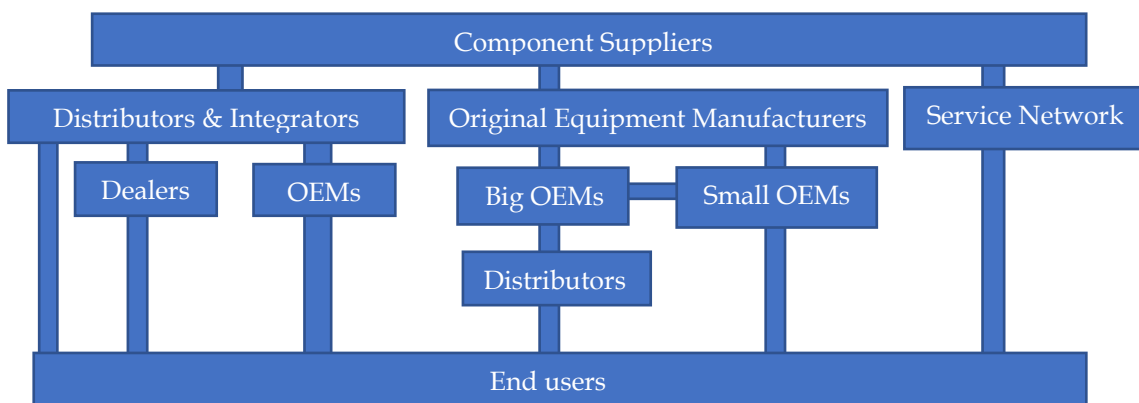 Component Suppliers
Distributors & Integrators
Original Equipment Manufacturers
Service Network
Dealers
OEMs
Big OEMs
Small OEMs
Distributors
End users